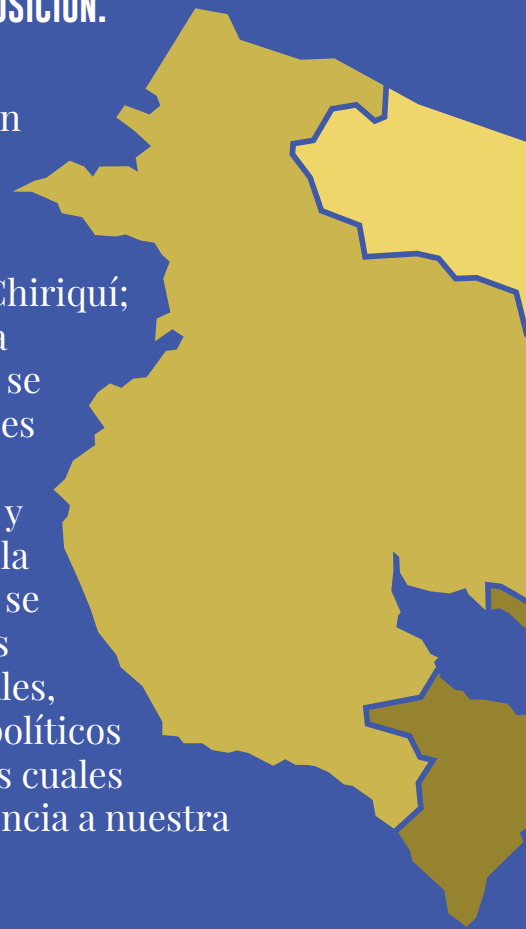 OSICIÓN.
n
Chiriquí;
a
se
es
y
la
se
s
les,
políticos
s cuales
ncia a nuestra